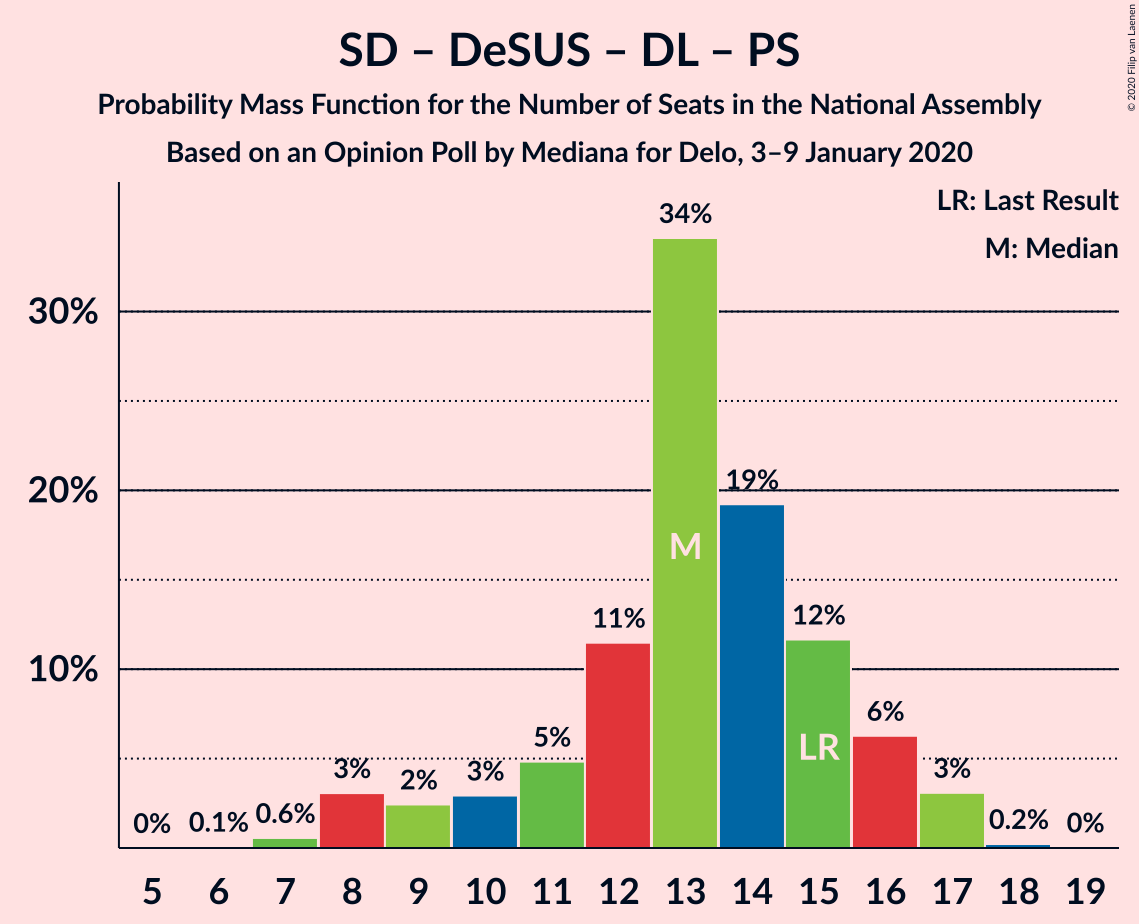 SD – DeSUS – DL – PS
Probability Mass Function for the Number of Seats in the National Assembly
Based on an Opinion Poll by Mediana for Delo, 3–9 January 2020
© 2020 Filip van Laenen
LR: Last Result
M: Median
30%
20%
10%
0%
0.1%
0.6%
3%
2%
3%
5%
11%
34%
19%
12%
6%
3%
0.2%
0%
M
LR
5 6 7 8 9 10 11 12 13 14 15 16 17 18 19